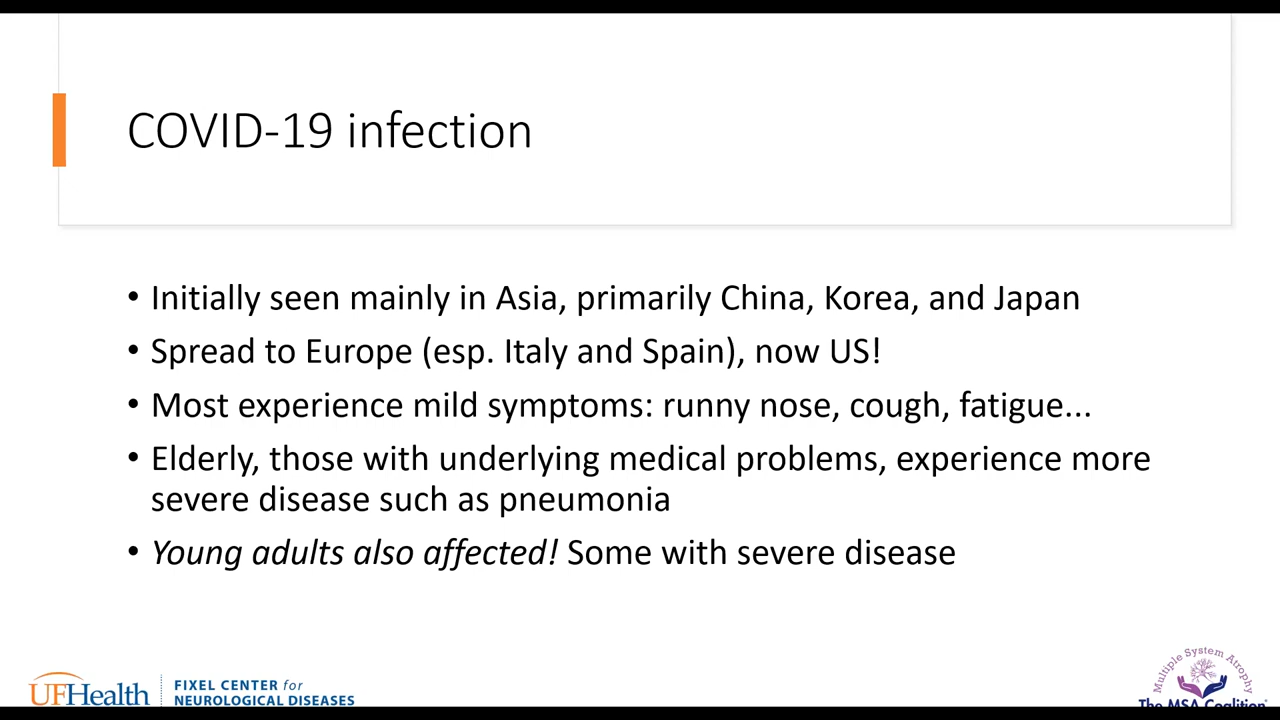 COVID-19 infection
• Initially seen mainly in Asia, primarily China, Korea, and Japan
• Spread to Europe (esp. Italy and Spain), now US!
• Most experience mild symptoms: runny nose, cough, fatigue...
• Elderly, those with underlying medical problems, experience more
severe disease such as pneumonia
• Young adults also affected! Some with severe disease
UFHealth
FIXEL CENTER for
NEUROLOGICAL DISEASES
Multiple System Atrophy
The MSA Coalition